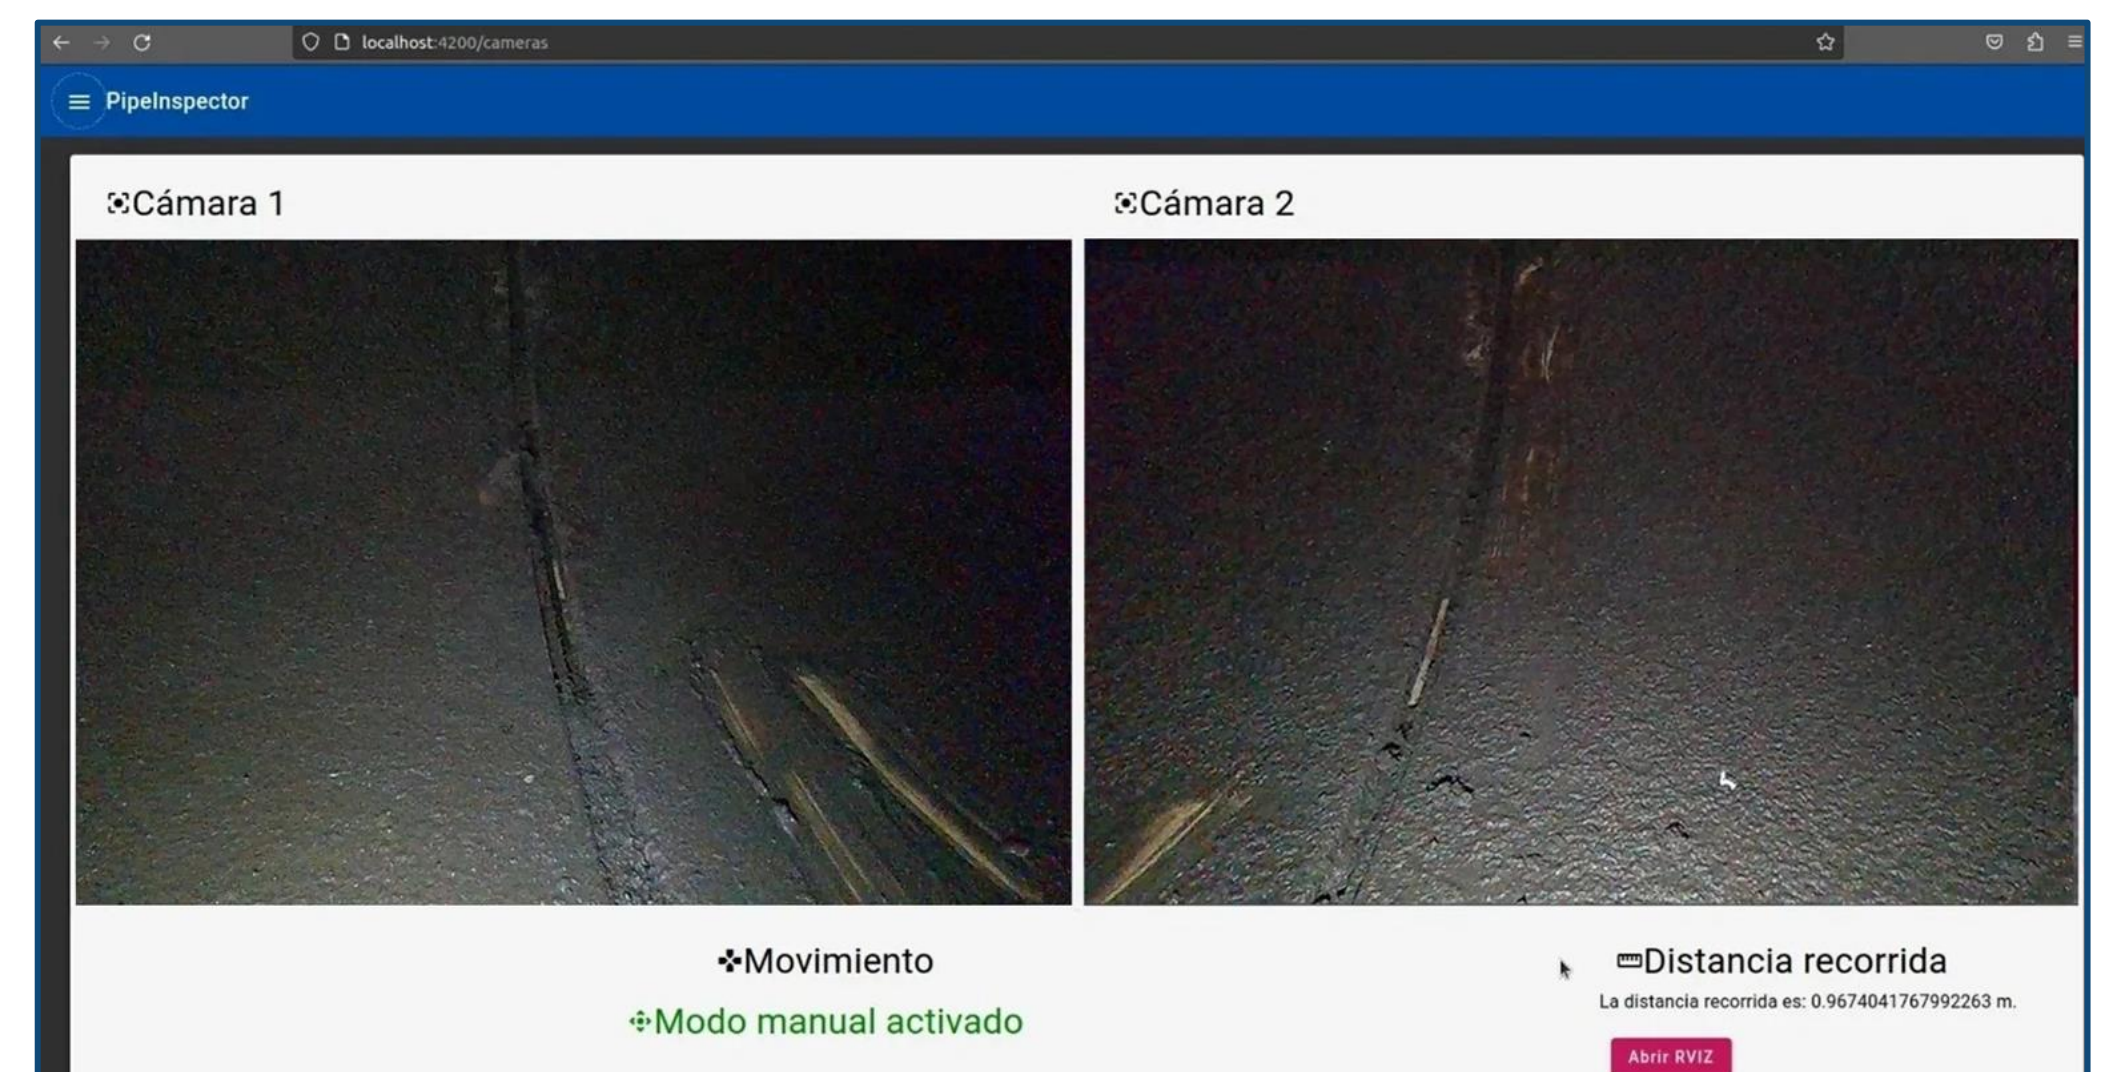 localhost:4200/cameras
PipeInspector
Cámara 1
Cámara 2
Movimiento
Modo manual activado
Distancia recorrida
La distancia recorrida es: 0.9674041767992263 m.
Abrir RVIZ